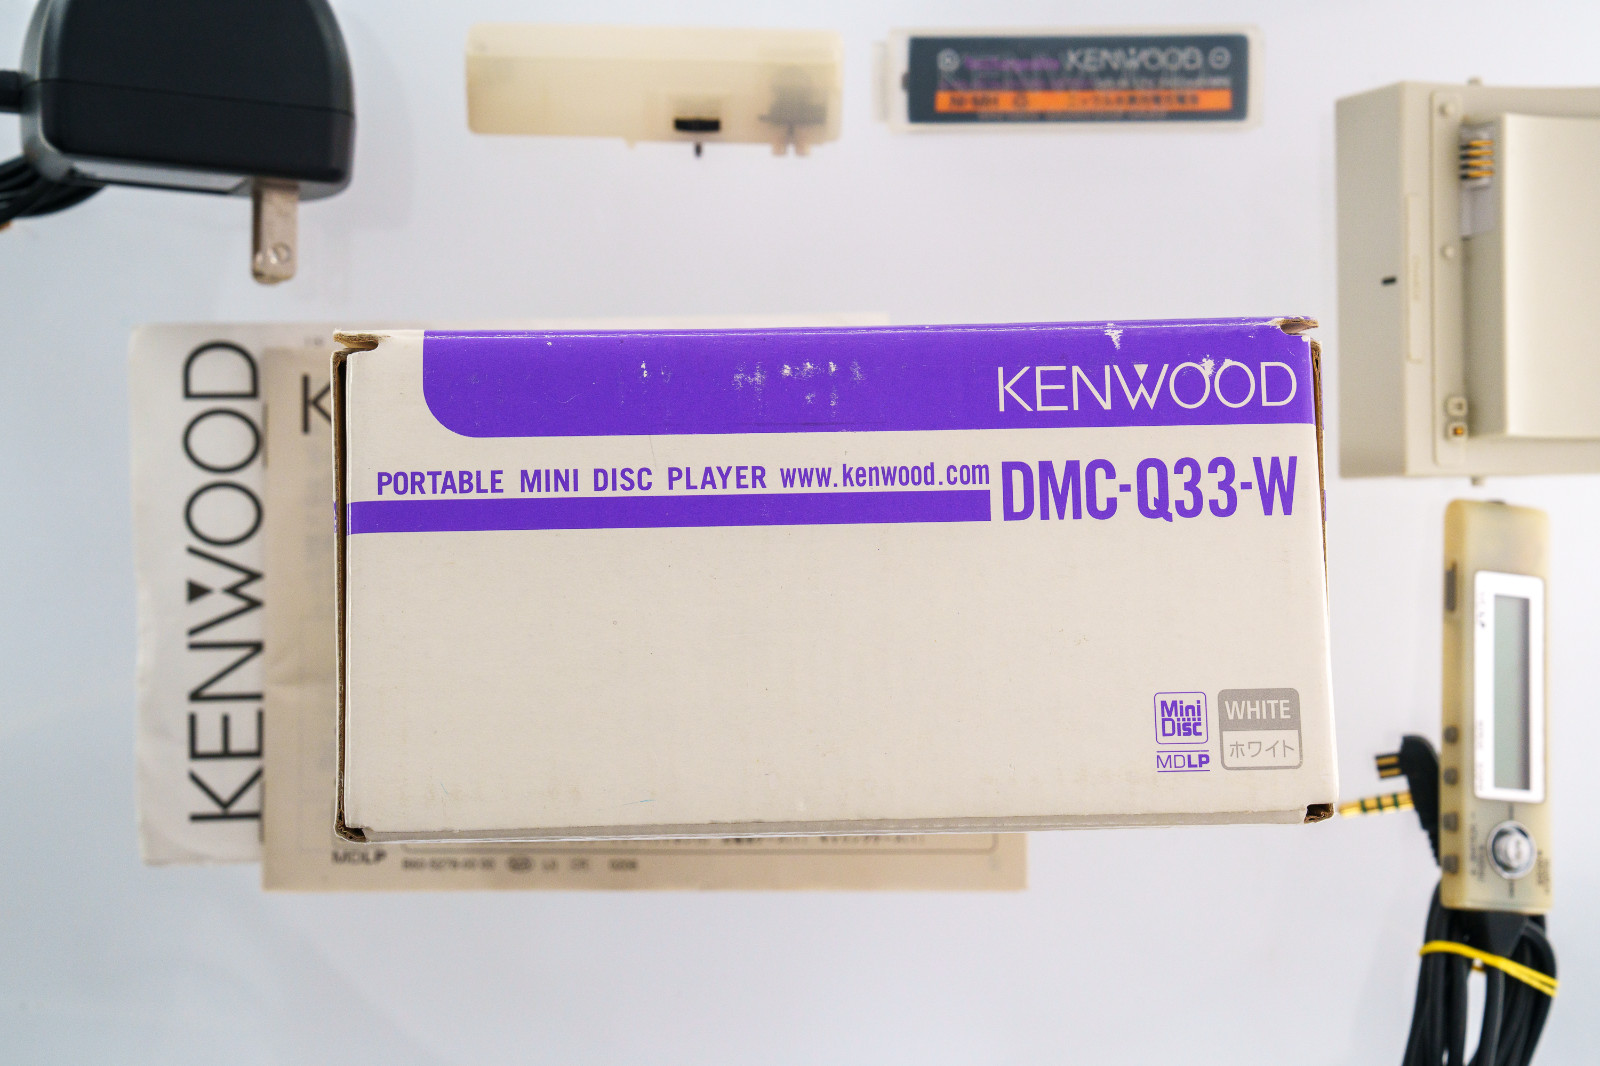 KENWOOD
KENWOOD
PORTABLE MINI DISC PLAYER www.kenwood.com DMC-Q33-W
Mini
Disc
MDLP
WHITE
ホワイト
KENWOOD
K
MDLP